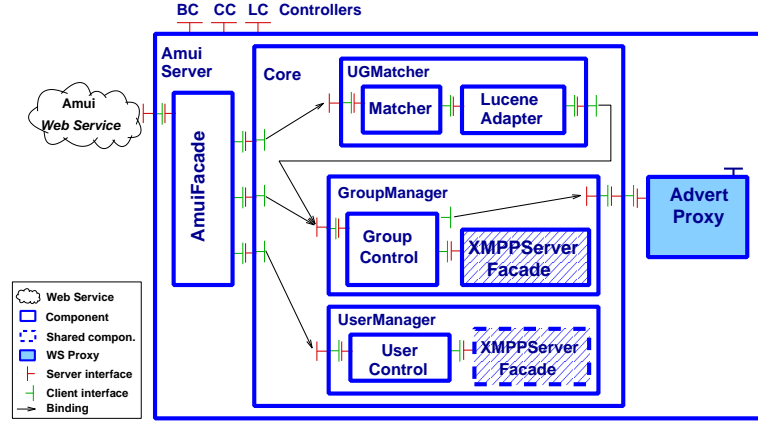 BC CC LC Controllers
Amui
Server
Core
UGMatcher
Matcher
Lucene
Adapter
Amui
Web Service
AmuiFacade
GroupManager
Group
Control
XMPPServer
Facade
Advert
Proxy
UserManager
User
Control
XMPPServer
Facade
Web Service
Component
Shared compon.
WS Proxy
Server interface
Client interface
Binding